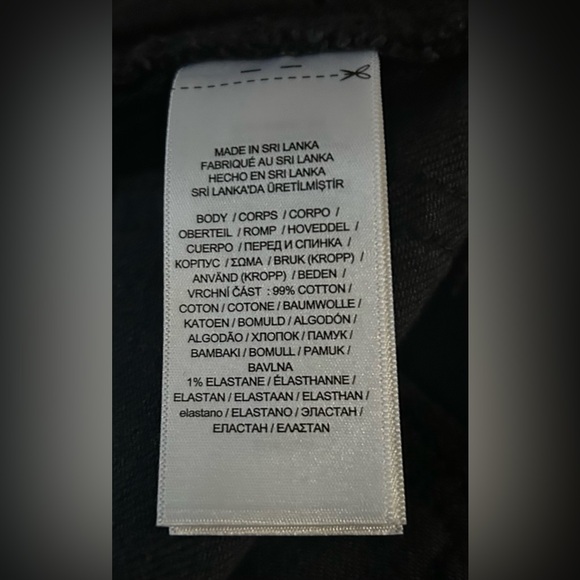 MADE IN SRI LANKA
FABRIQUÉ AU SRI LANKA
HECHO EN SRI LANKA
SRİ LANKA'DA ÜRETİLMİŞTİR
BODY / CORPS / CORPO /
OBERTEIL / ROMP / HOVEDDEL /
CUERPO / ПЕРЕД И СПИНКА /
КОРПУС / ΣΩΜΑ / BRUK (KROPP) /
ANVÄND (KROPP) / BEDEN /
VRCHNÍ ČÁST : 99% COTTON /
COTON / COTONE / BAUMWOLLE /
KATOEN / BOMULD / ALGODÓN /
ALGODÃO / ХЛОПОК / ПАМУК /
BAMBAKI / BOMULL / PAMUK /
BAVLNA
1% ELASTANE / ÉLASTHANNE /
ELASTAN / ELASTAAN / ELASTHAN /
elastano / ELASTANO / ЭЛАСТАН /
ЕЛАСТАН / ΕΛΑΣΤΑΝ